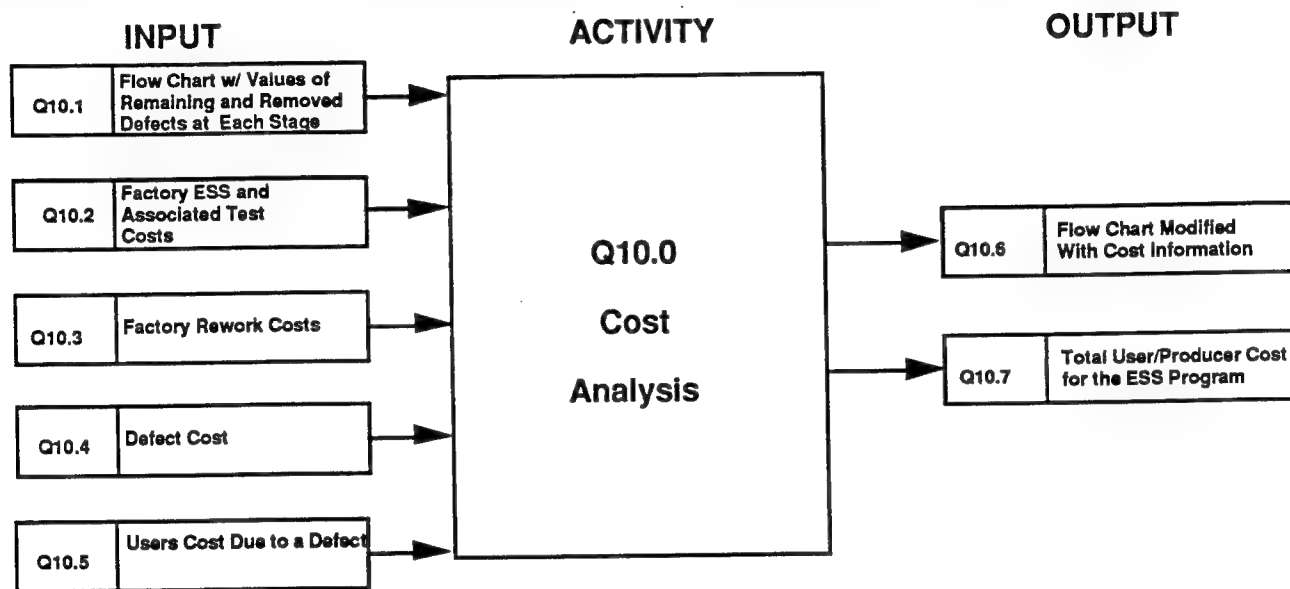 INPUT
ACTIVITY
OUTPUT
Q10.1
Flow Chart w/ Values of
Remaining and Removed
Defects at Each Stage
Q10.2
Factory ESS and
Associated Test
Costs
Q10.3
Factory Rework Costs
Q10.4
Defect Cost
Q10.5
Users Cost Due to a Defect
Q10.0
Cost
Analysis
Q10.6
Flow Chart Modified
With Cost Information
Q10.7
Total User/Producer Cost
for the ESS Program